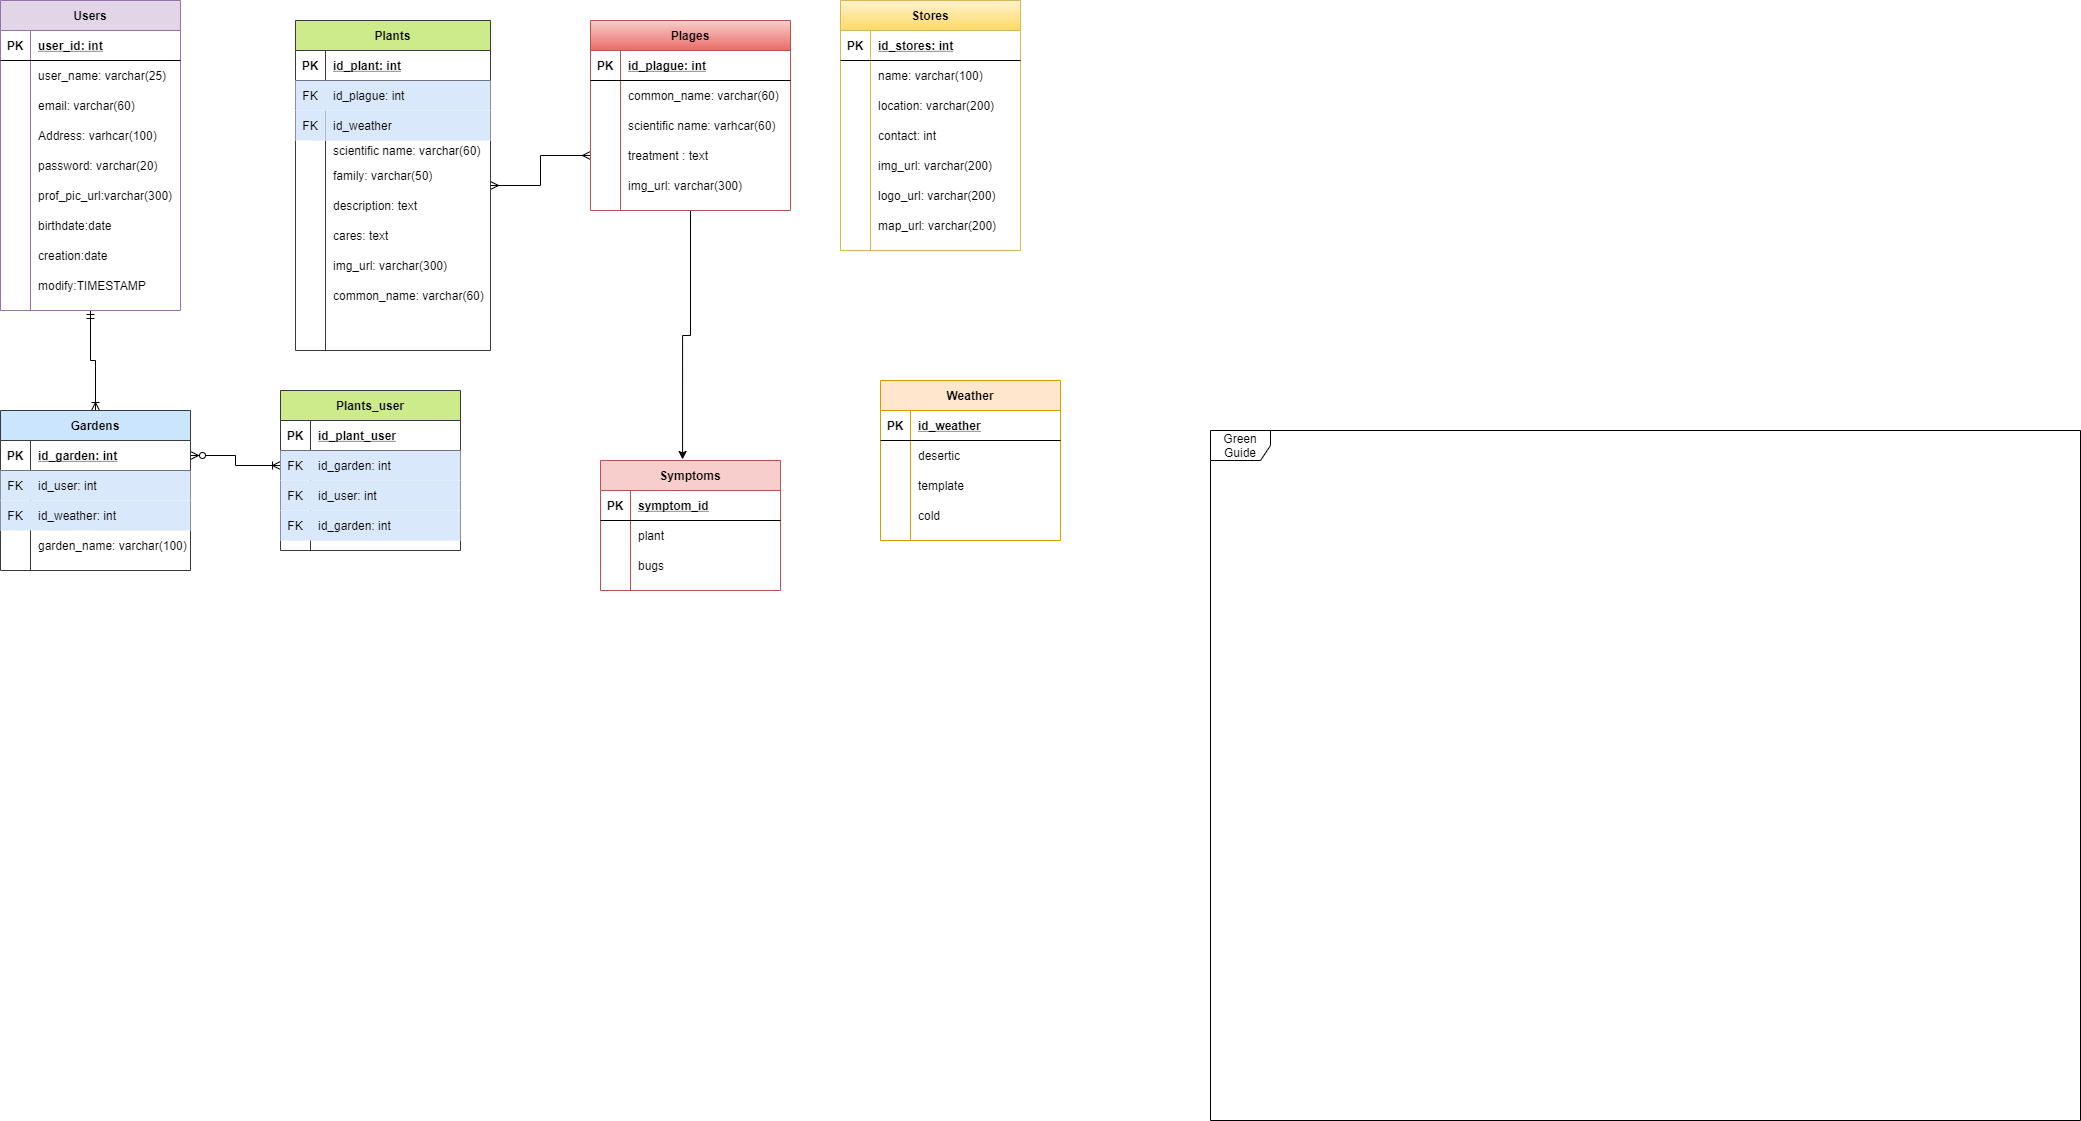 Users
PK user_id: int
user_name: varchar(25)
email: varchar(60)
Address: varhcar(100)
password: varchar(20)
prof_pic_url:varchar(300)
birthdate:date
creation:date
modify:TIMESTAMP
Plants
PK id_plant: int
FK id_plague: int
FK id_weather
scientific name: varchar(60)
family: varchar(50)
description: text
cares: text
img_url: varchar(300)
common_name: varchar(60)
Plages
PK id_plague: int
common_name: varchar(60)
scientific name: varhcar(60)
treatment : text
img_url: varchar(300)
Stores
PK id_stores: int
name: varchar(100)
location: varchar(200)
contact: int
img_url: varchar(200)
logo_url: varchar(200)
map_url: varchar(200)
Gardens
PK id_garden: int
FK id_user: int
FK id_weather: int
garden_name: varchar(100)
Plants_user
PK id_plant_user
FK id_garden: int
FK id_user: int
FK id_garden: int
Symptoms
PK symptom_id
plant
bugs
Weather
PK id_weather
desertic
template
cold
Green
Guide